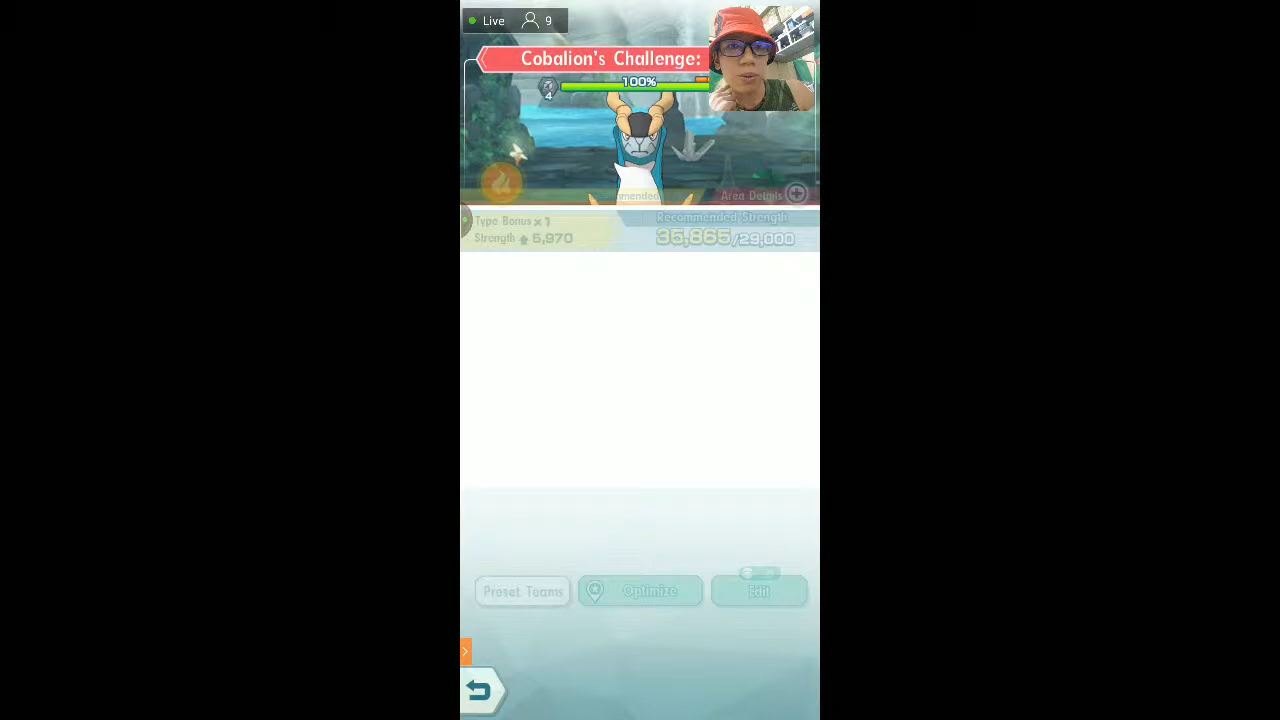 Live 9
Cobalion's Challenge:
100%
4
mmended
Area Details
Type Bonus x 1
Recommended Strength
Strength 5,970
35,865/29,000
Preset Teams
Optimize
Edit